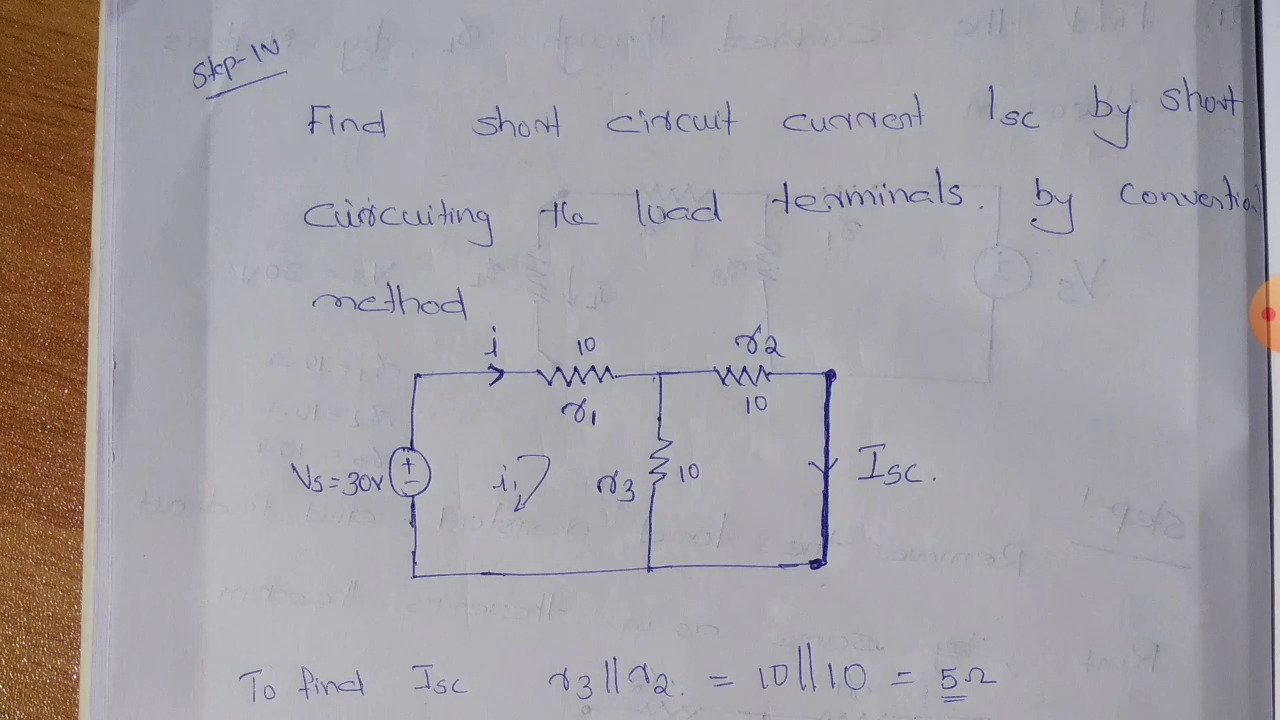 Step-IV
Find short circuit current Isc by short
circuiting the load terminals. by
method
i 10 r2
r1 10
Vs=30v + - i1 r3 10 Isc.
To find Isc r3||r2. = 10||10 = 5Ω